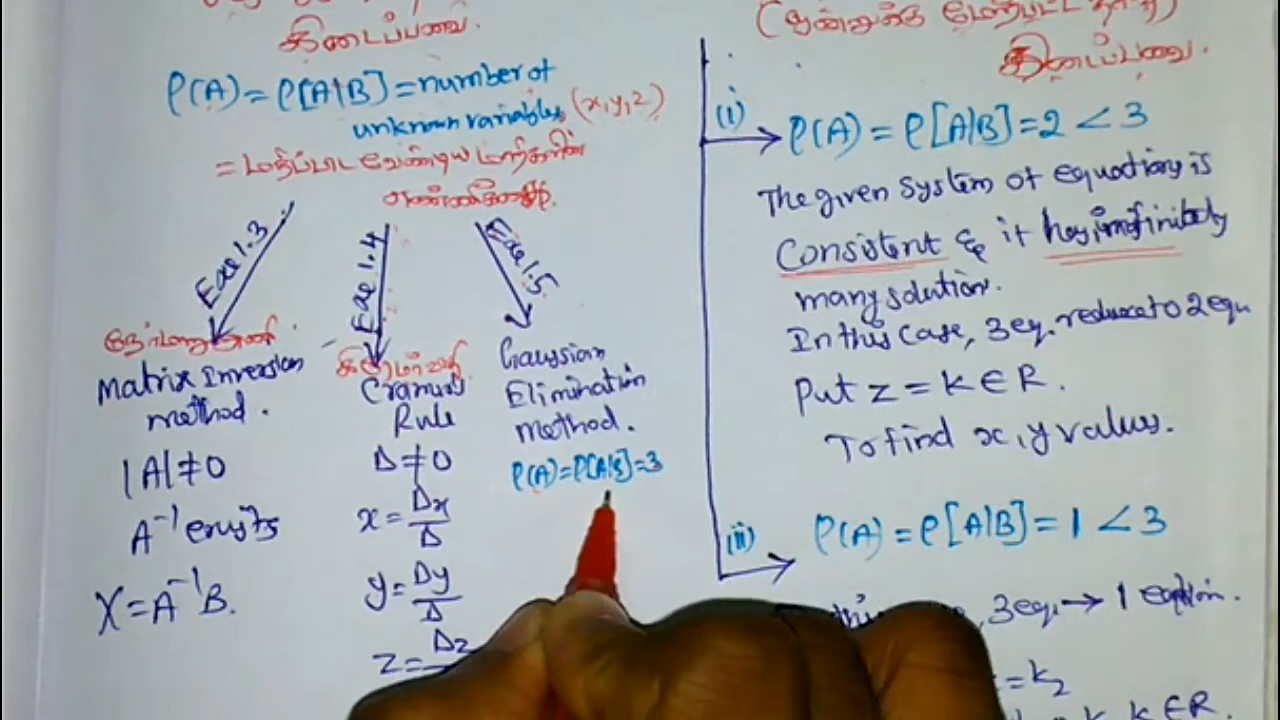 கிடைப்பவை.
ρ(A) = ρ[A|B] = number of
unknown variables (x,y,z)
= மதிப்பிட வேண்டிய மாறிகளின்
எண்ணிக்கை.
Exe 1.3
நேர்மாறு அணி
Matrix Inversion
method.
|A| ≠ 0
A⁻¹ exists
X = A⁻¹B.
Exe 1.4
Cramer's
Rule
Δ ≠ 0
x = Δx/Δ
y = Δy/Δ
z = Δz
Exe 1.5
Gaussian
Elimination
method.
ρ(A) = ρ[A|B] = 3
கிடைப்பவை.
(i) ρ(A) = ρ[A|B] = 2 < 3
The given system of equations is
Consistent & it has infinitely
many solution.
In this case, 3 eq. reduce to 2 equ
Put z = k ∈ R.
To find x, y values.
(ii) ρ(A) = ρ[A|B] = 1 < 3
3 equ → 1 equation.
= k₂
k ∈ R.